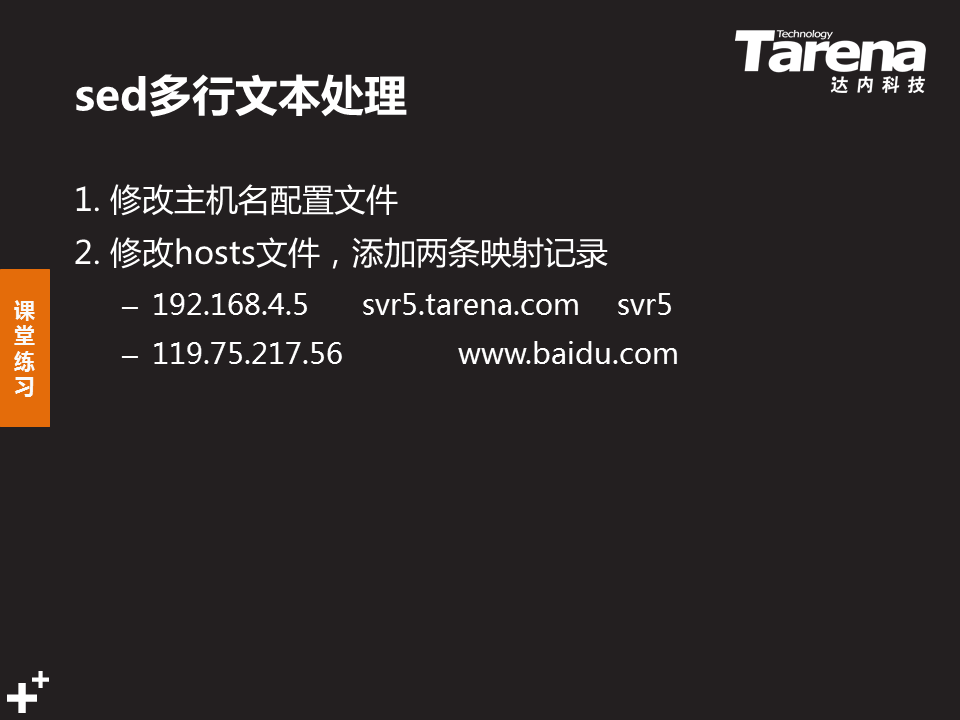 Technology
Tarena
达内科技
sed多行文本处理
1. 修改主机名配置文件
2. 修改hosts文件，添加两条映射记录
– 192.168.4.5 svr5.tarena.com svr5
– 119.75.217.56 www.baidu.com
课堂练习